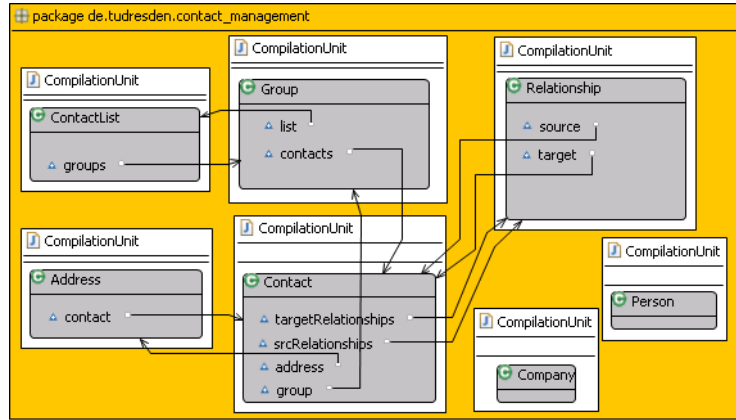 package de.tudresden.contact_management
CompilationUnit
ContactList
groups
CompilationUnit
Group
list
contacts
CompilationUnit
Relationship
source
target
CompilationUnit
Address
contact
CompilationUnit
Contact
targetRelationships
srcRelationships
address
group
CompilationUnit
Company
CompilationUnit
Person